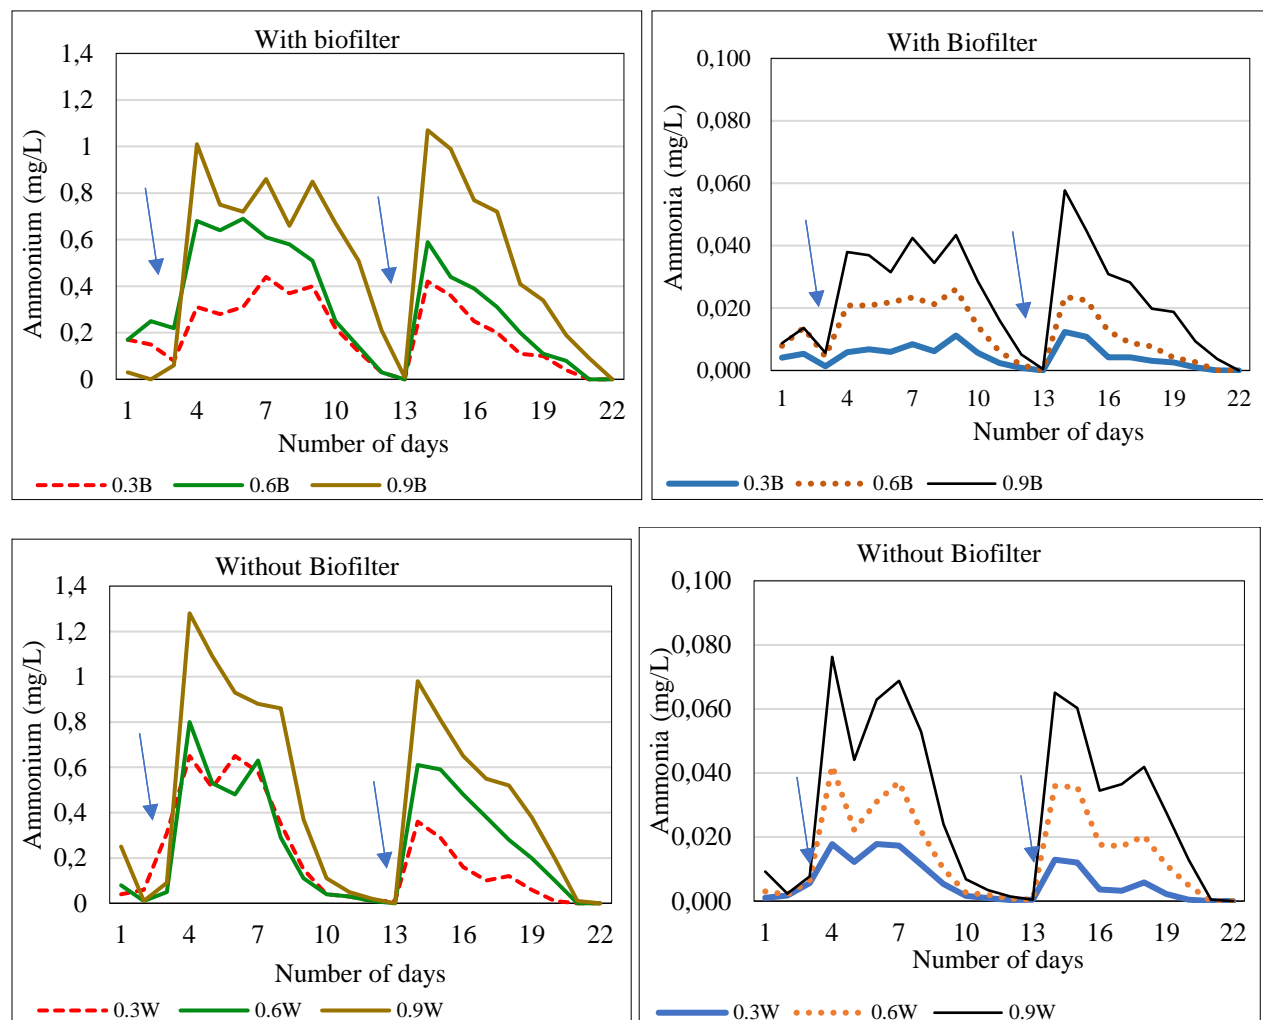 With biofilter
1,4
1,2
1
0,8
0,6
0,4
0,2
0
Ammonium (mg/L)
1 4 7 10 13 16 19 22
Number of days
0.3B 0.6B 0.9B
With Biofilter
0,100
0,080
0,060
0,040
0,020
0,000
Ammonia (mg/L)
1 4 7 10 13 16 19 22
Number of days
0.3B 0.6B 0.9B
Without Biofilter
1,4
1,2
1
0,8
0,6
0,4
0,2
0
Ammonium (mg/L)
1 4 7 10 13 16 19 22
Number of days
0.3W 0.6W 0.9W
Without Biofilter
0,100
0,080
0,060
0,040
0,020
0,000
Ammonia (mg/L)
1 4 7 10 13 16 19 22
Number of days
0.3W 0.6W 0.9W